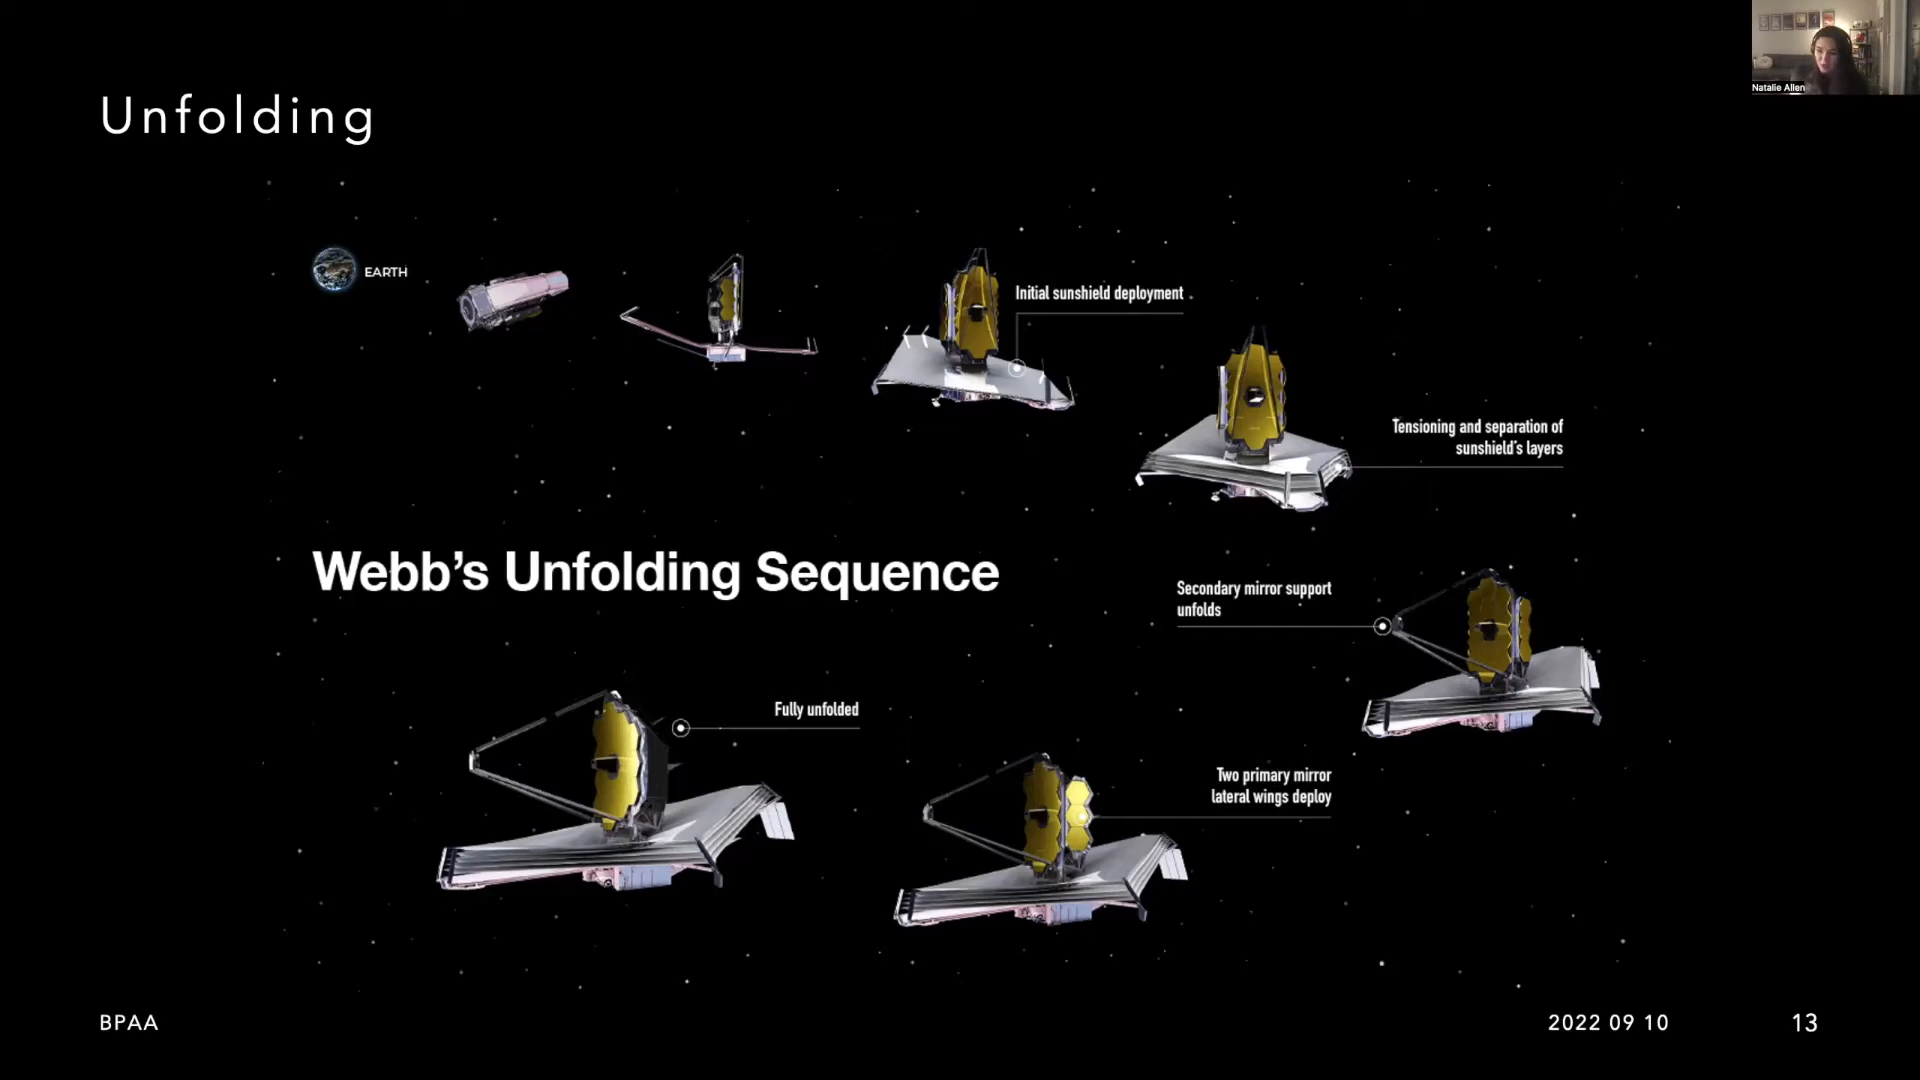 Natalie Allen
Unfolding
EARTH
Initial sunshield deployment
Tensioning and separation of
sunshield's layers
Webb's Unfolding Sequence
Secondary mirror support
unfolds
Fully unfolded
Two primary mirror
lateral wings deploy
BPAA
2022 09 10
13